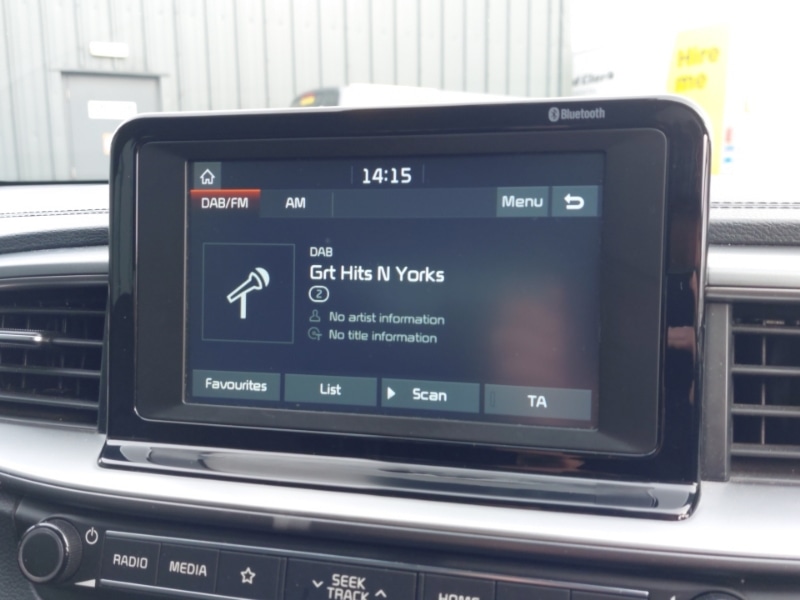 Hire
me
Bluetooth
14:15
DAB/FM AM Menu
DAB
Grt Hits N Yorks
2
No artist information
No title information
Favourites List Scan TA
RADIO MEDIA SEEK
TRACK
HOME